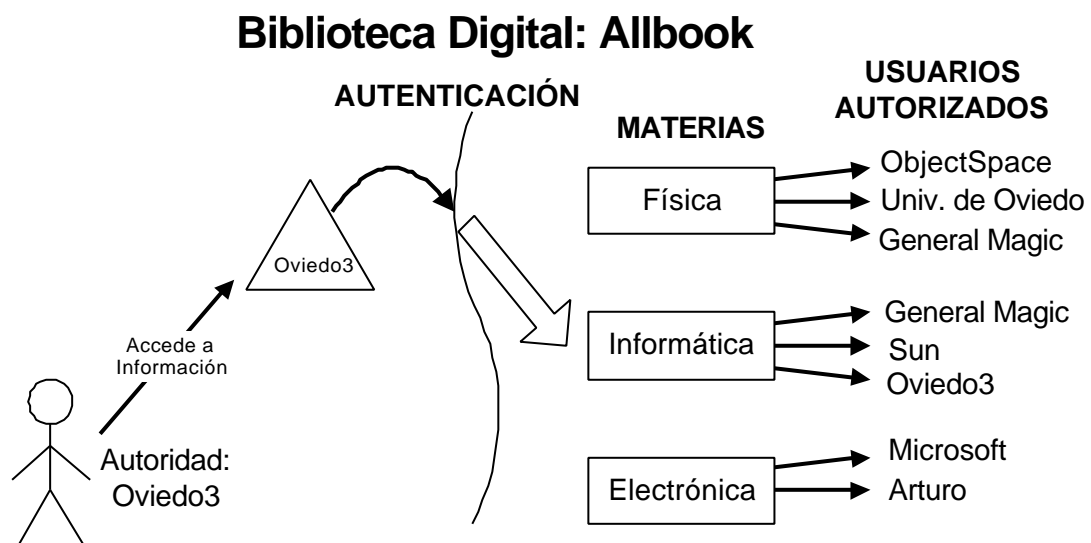 Biblioteca Digital: Allbook
AUTENTICACIÓN
MATERIAS
USUARIOS
AUTORIZADOS
Física
ObjectSpace
Univ. de Oviedo
General Magic
Oviedo3
Accede a
Información
Informática
General Magic
Sun
Oviedo3
Autoridad:
Oviedo3
Electrónica
Microsoft
Arturo